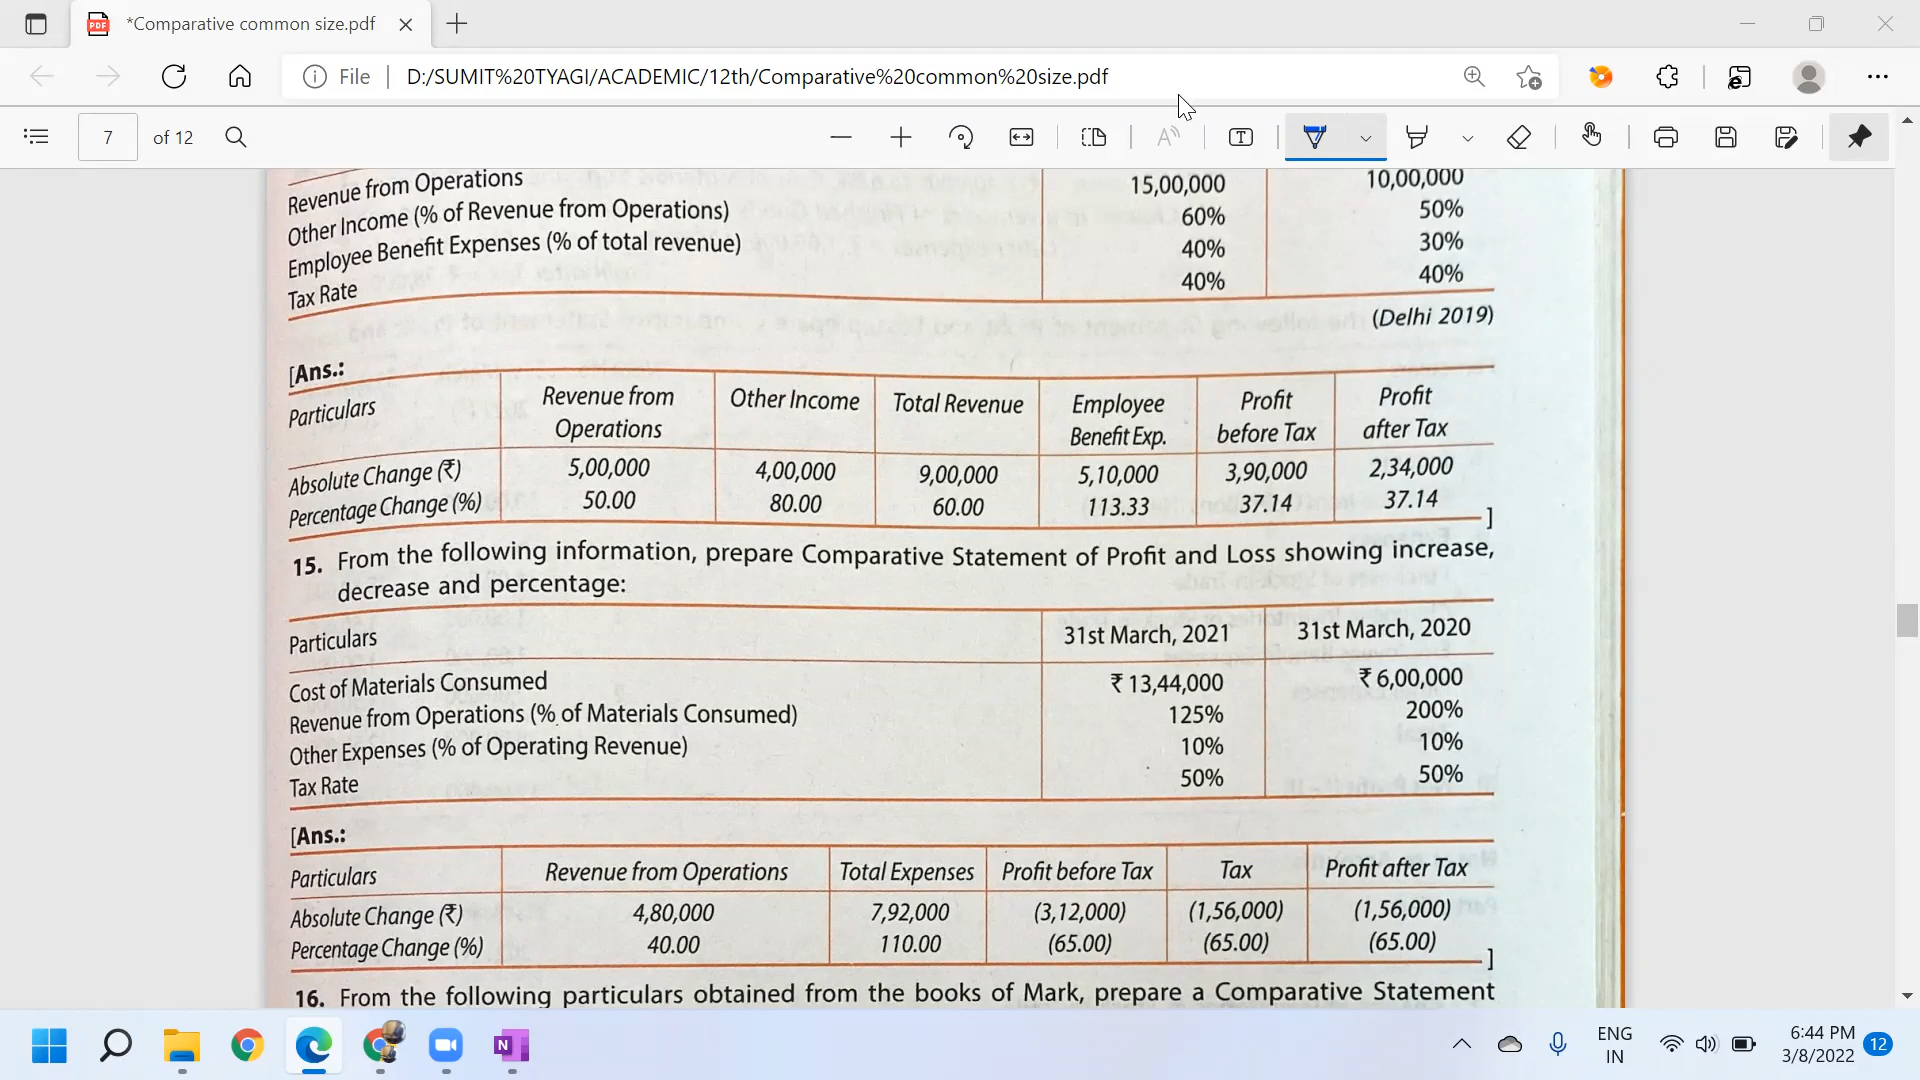 *Comparative common size.pdf
File
D:/SUMIT%20TYAGI/ACADEMIC/12th/Comparative%20common%20size.pdf
7 of 12
Revenue from Operations 15,00,000 10,00,000
Other Income (% of Revenue from Operations) 60% 50%
Employee Benefit Expenses (% of total revenue) 40% 30%
Tax Rate 40% 40%
(Delhi 2019)
[Ans.:
Particulars Revenue from Operations Other Income Total Revenue Employee Benefit Exp. Profit before Tax Profit after Tax
Absolute Change (₹) 5,00,000 4,00,000 9,00,000 5,10,000 3,90,000 2,34,000
Percentage Change (%) 50.00 80.00 60.00 113.33 37.14 37.14 ]
15. From the following information, prepare Comparative Statement of Profit and Loss showing increase,
decrease and percentage:
Particulars 31st March, 2021 31st March, 2020
Cost of Materials Consumed ₹ 13,44,000 ₹ 6,00,000
Revenue from Operations (% of Materials Consumed) 125% 200%
Other Expenses (% of Operating Revenue) 10% 10%
Tax Rate 50% 50%
[Ans.:
Particulars Revenue from Operations Total Expenses Profit before Tax Tax Profit after Tax
Absolute Change (₹) 4,80,000 7,92,000 (3,12,000) (1,56,000) (1,56,000)
Percentage Change (%) 40.00 110.00 (65.00) (65.00) (65.00) ]
16. From the following particulars obtained from the books of Mark, prepare a Comparative Statement
ENG
IN
6:44 PM
3/8/2022
12